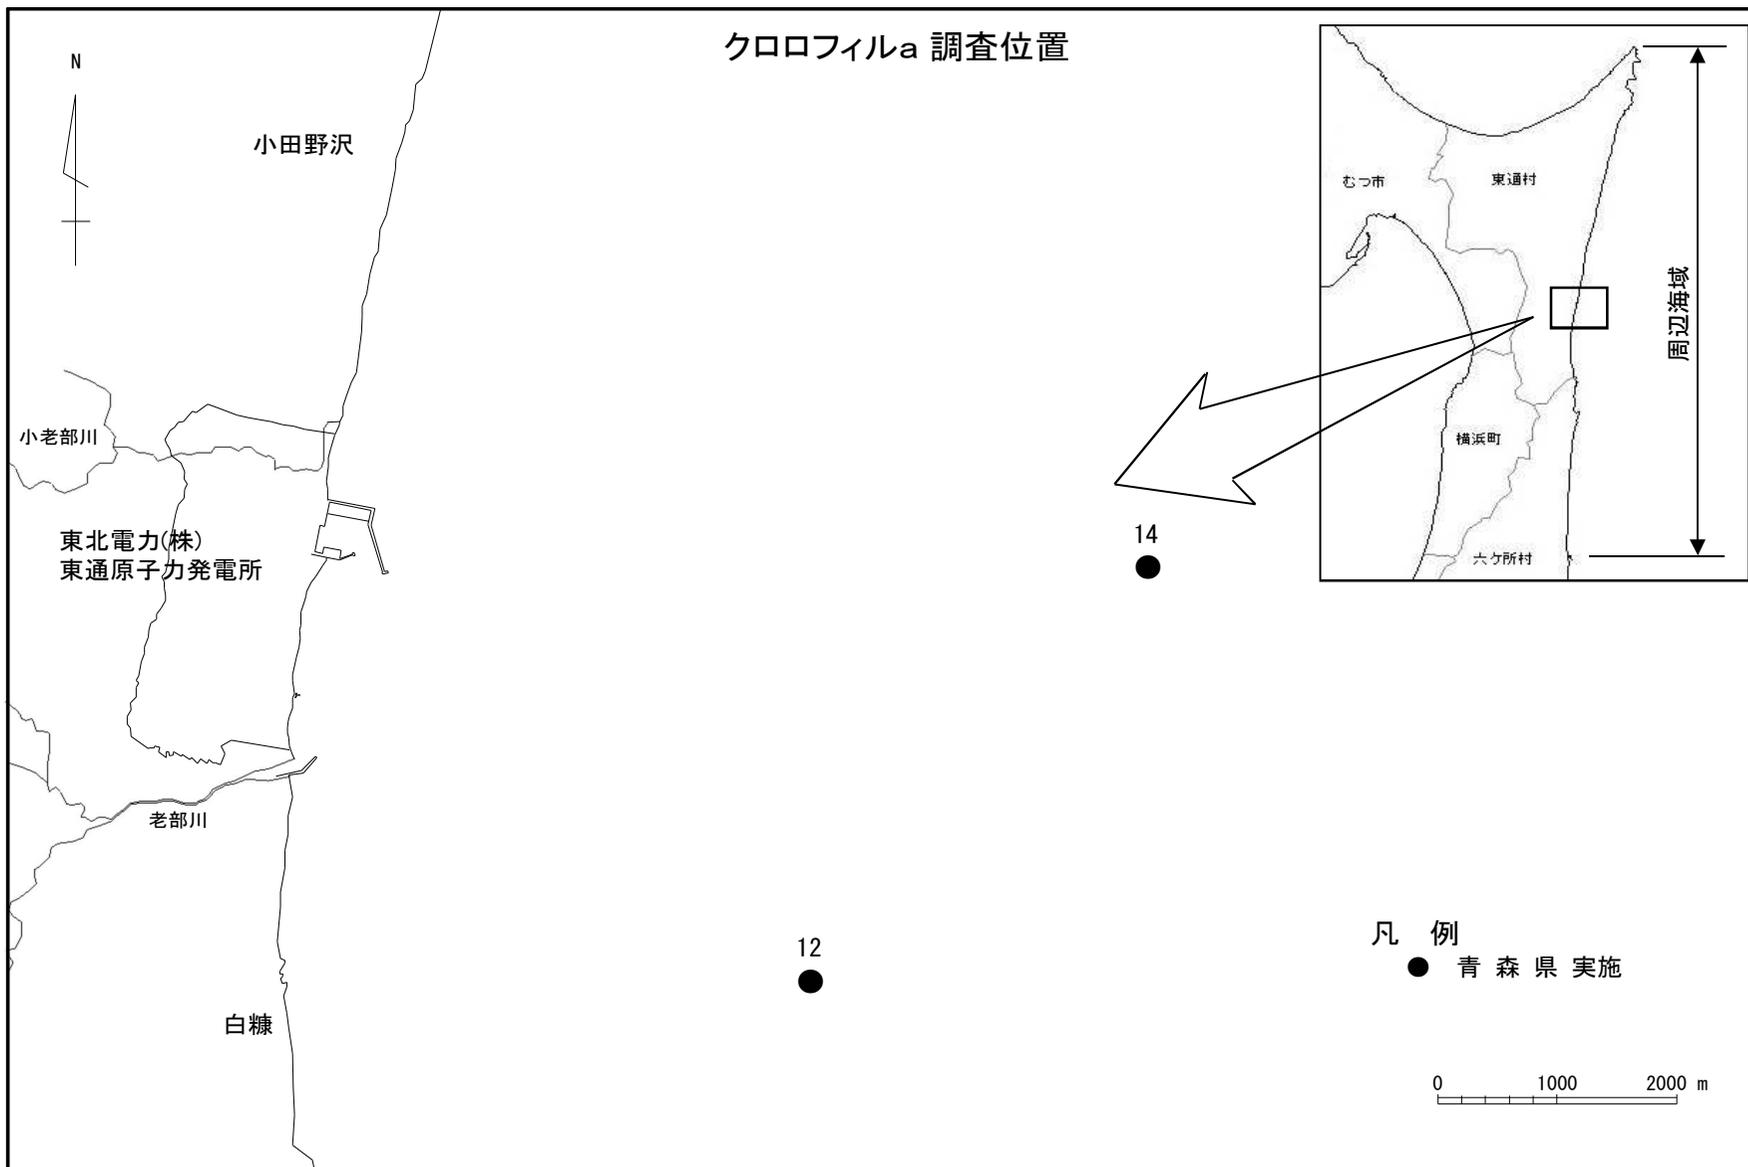 クロロフィルa 調査位置
N
小田野沢
小老部川
東北電力(株)
東通原子力発電所
老部川
白糠
14
12
むつ市
東通村
横浜町
六ケ所村
周辺海域
凡 例
● 青 森 県 実施
0 1000 2000 m